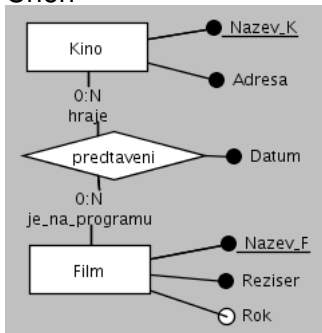 Nazev_K
Kino
Adresa
0:N
hraje
predtaveni
Datum
0:N
je_na_programu
Nazev_F
Film
Reziser
Rok